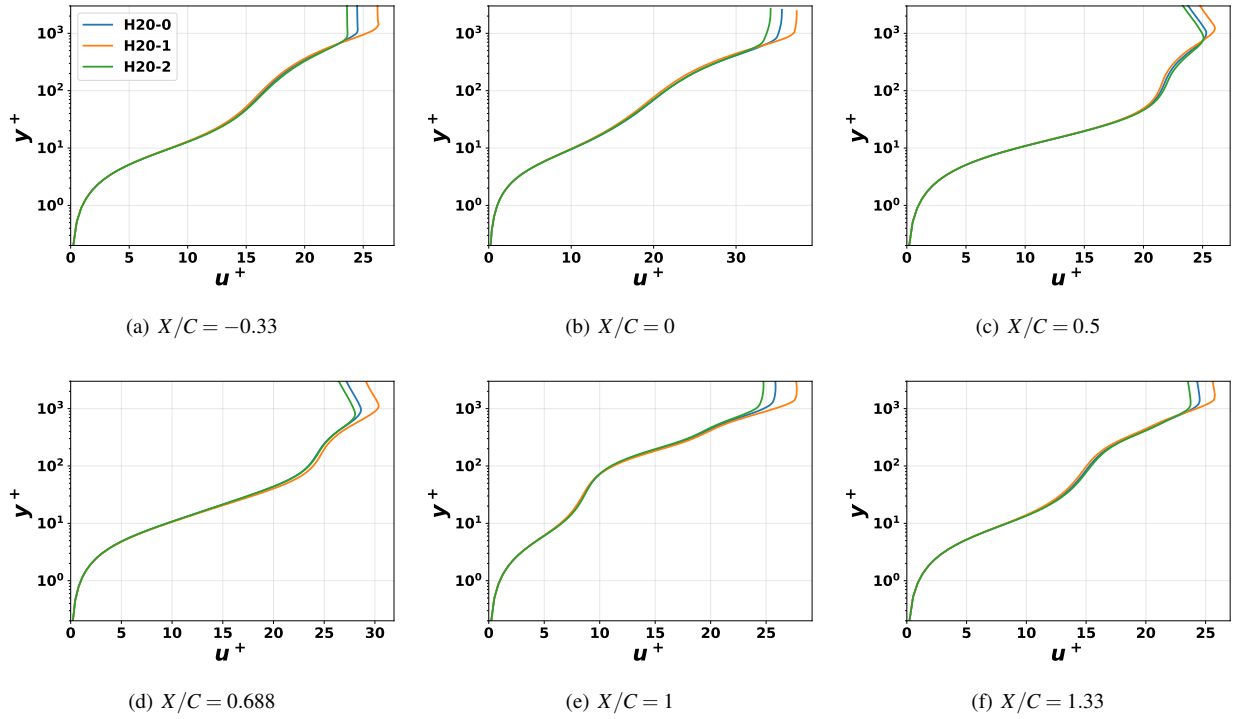 H20-0
H20-1
H20-2
10³
10²
10¹
10⁰
y⁺
0 5 10 15 20 25
u⁺
(a) X/C = −0.33
10³
10²
10¹
10⁰
y⁺
0 10 20 30
u⁺
(b) X/C = 0
10³
10²
10¹
10⁰
y⁺
0 5 10 15 20 25
u⁺
(c) X/C = 0.5
10³
10²
10¹
10⁰
y⁺
0 5 10 15 20 25 30
u⁺
(d) X/C = 0.688
10³
10²
10¹
10⁰
y⁺
0 5 10 15 20 25
u⁺
(e) X/C = 1
10³
10²
10¹
10⁰
y⁺
0 5 10 15 20 25
u⁺
(f) X/C = 1.33